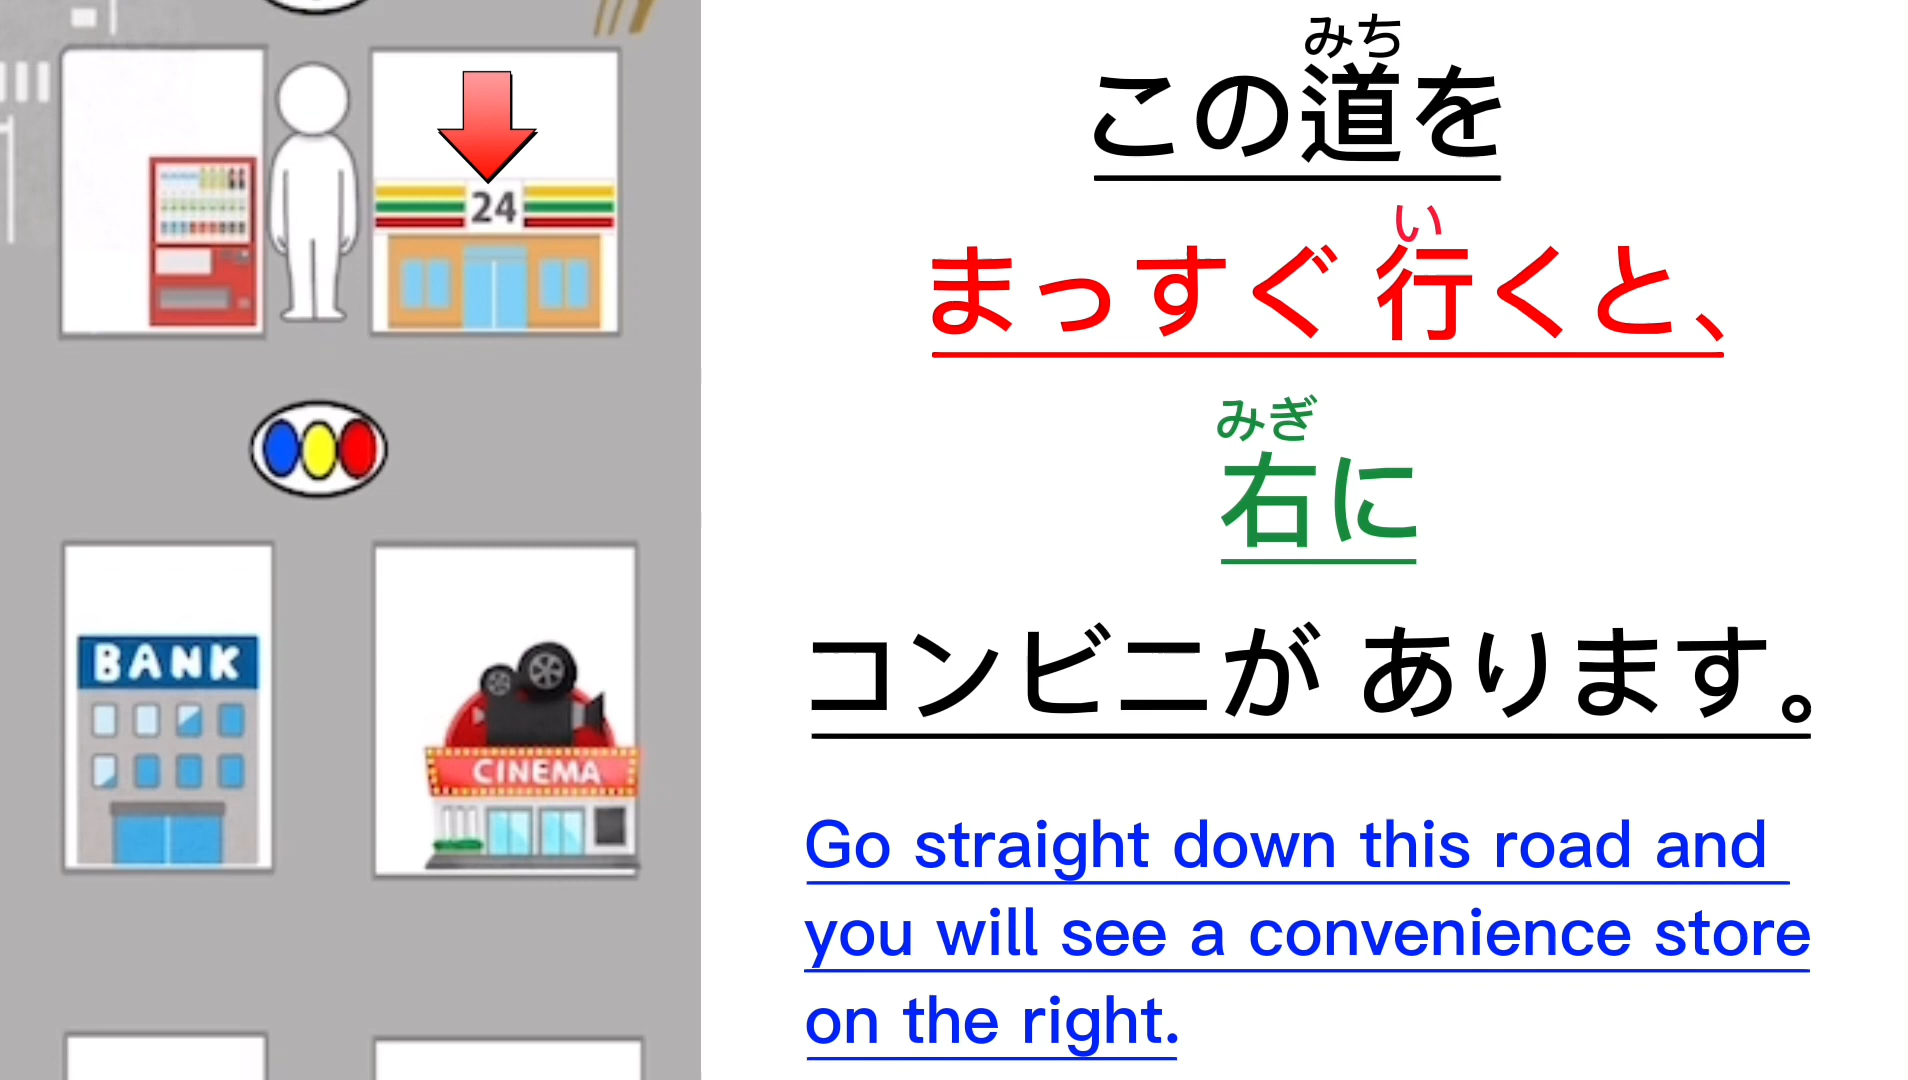 24
BANK
CINEMA
みち
この道を
い
まっすぐ 行くと、
みぎ
右に
コンビニが あります。
Go straight down this road and
you will see a convenience store
on the right.